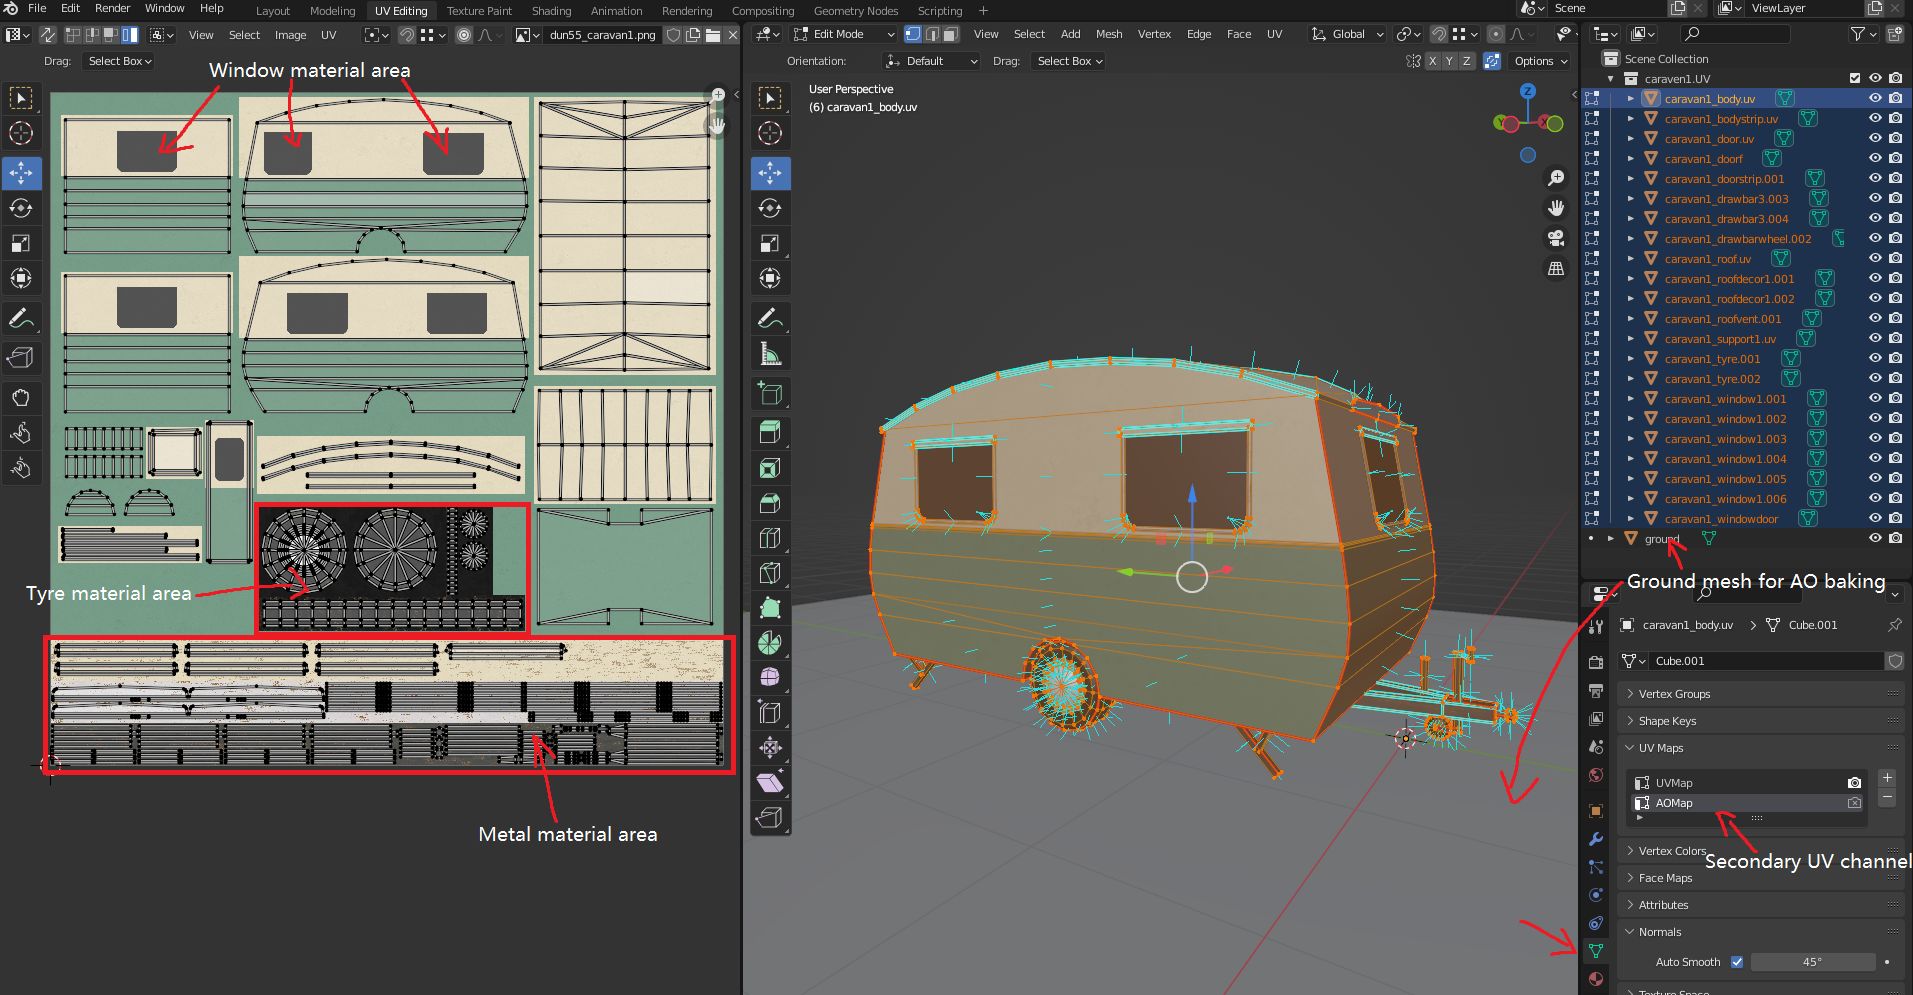 File Edit Render Window Help Layout Modeling UV Editing Texture Paint Shading Animation Rendering Compositing Geometry Nodes Scripting + Scene ViewLayer
View Select Image UV dun55_caravan1.png Edit Mode View Select Add Mesh Vertex Edge Face UV Global
Drag: Select Box Orientation: Default Drag: Select Box X Y Z Options
Window material area
User Perspective
(6) caravan1_body.uv
Z
Tyre material area
Metal material area
Scene Collection
caraven1.UV
caravan1_body.uv
caravan1_bodystrip.uv
caravan1_door.uv
caravan1_doorf
caravan1_doorstrip.001
caravan1_drawbar3.003
caravan1_drawbar3.004
caravan1_drawbarwheel.002
caravan1_roof.uv
caravan1_roofdecor1.001
caravan1_roofdecor1.002
caravan1_roofvent.001
caravan1_support1.uv
caravan1_tyre.001
caravan1_tyre.002
caravan1_window1.001
caravan1_window1.002
caravan1_window1.003
caravan1_window1.004
caravan1_window1.005
caravan1_window1.006
caravan1_windowdoor
ground
Ground mesh for AO baking
caravan1_body.uv > Cube.001
Cube.001
Vertex Groups
Shape Keys
UV Maps
UVMap
AOMap
Vertex Colors
Secondary UV channel
Face Maps
Attributes
Normals
Auto Smooth 45°
Texture Space